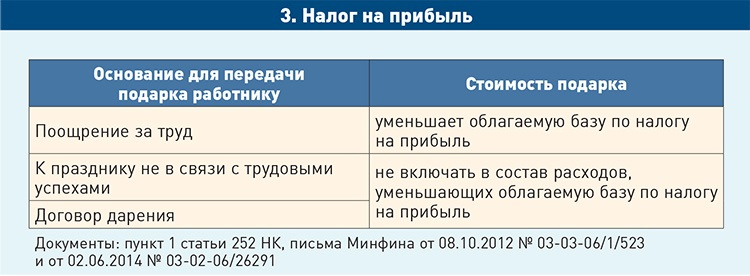 3. Налог на прибыль
Основание для передачи
подарка работнику
Стоимость подарка
Поощрение за труд
уменьшает облагаемую базу по налогу
на прибыль
К празднику не в связи с трудовыми
успехами
не включать в состав расходов,
уменьшающих облагаемую базу по налогу
на прибыль
Договор дарения
Документы: пункт 1 статьи 252 НК, письма Минфина от 08.10.2012 № 03-03-06/1/523
и от 02.06.2014 № 03-02-06/26291